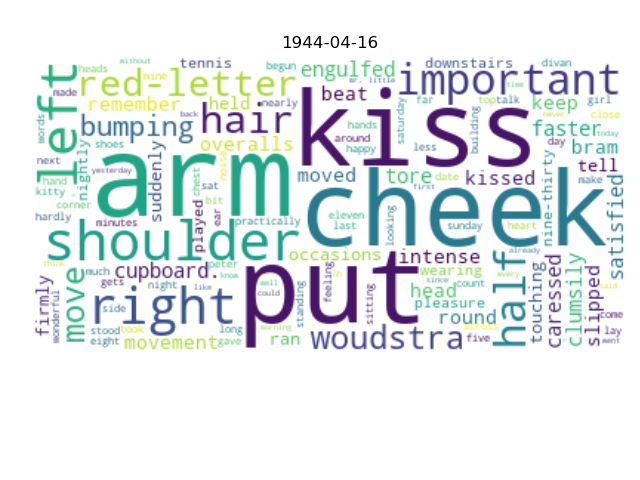 1944-04-16
heads
without
begun
downstairs
divan
made
mine
tennis
engulfed
mr. little
important
time
red-letter
beat
far
top
talk
keep
girl
left
words
remember
held
nearly
hair
kiss
saturday
building
never
close
back
hands
bumping
faster
today
shoes
overalls
around
happy
less
day
bram
next
yesterday
nightly
suddenly
noise
arm
moved
tore
kissed
date
tell
hand
kitty
sat
cheek
make
corner
chest
bit
ear
first
nine-thirty
satisfied
hardly
minutes
played
practically
eleven
last
looking
sunday
heart
shoulder
occasions
intense
already
think
much
cupboard
peter
put
feeling
wearing
every
said
firmly
wonderful
move
gets
night
like
know
well
could
oh
since
count
head
pleasure
half
touching
caressed
clumsily
slipped
side
right
standing
sitting
round
come
stood
took
long
morning
across
lay
eight
movement
gave
ran
woudstra
five
went